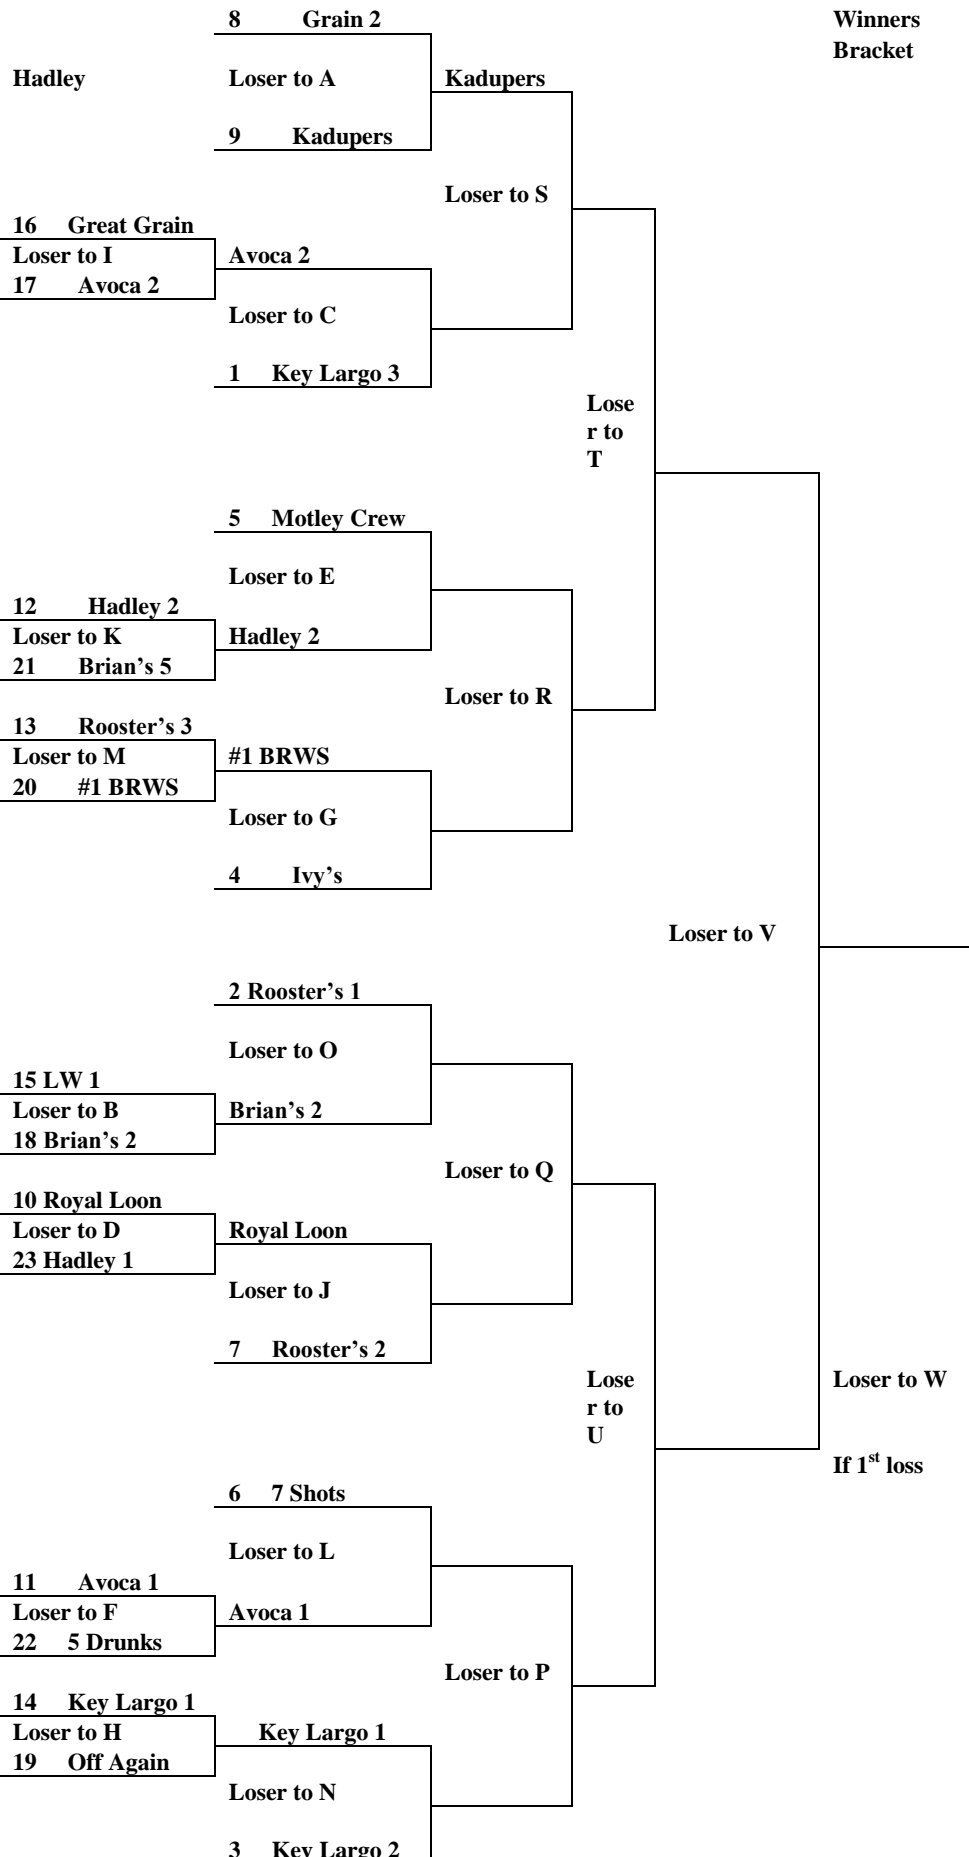 8 Grain 2
Winners
Bracket
Hadley
Loser to A
Kadupers
9 Kadupers
Loser to S
16 Great Grain
Loser to I
Avoca 2
17 Avoca 2
Loser to C
1 Key Largo 3
Lose
r to
T
5 Motley Crew
Loser to E
12 Hadley 2
Loser to K
Hadley 2
21 Brian's 5
Loser to R
13 Rooster's 3
Loser to M
#1 BRWS
20 #1 BRWS
Loser to G
4 Ivy's
Loser to V
2 Rooster's 1
Loser to O
15 LW 1
Loser to B
Brian's 2
18 Brian's 2
Loser to Q
10 Royal Loon
Loser to D
Royal Loon
23 Hadley 1
Loser to J
7 Rooster's 2
Lose
r to
U
Loser to W
If 1st loss
6 7 Shots
Loser to L
11 Avoca 1
Loser to F
Avoca 1
22 5 Drunks
Loser to P
14 Key Largo 1
Loser to H
Key Largo 1
19 Off Again
Loser to N
3 Key Largo 2